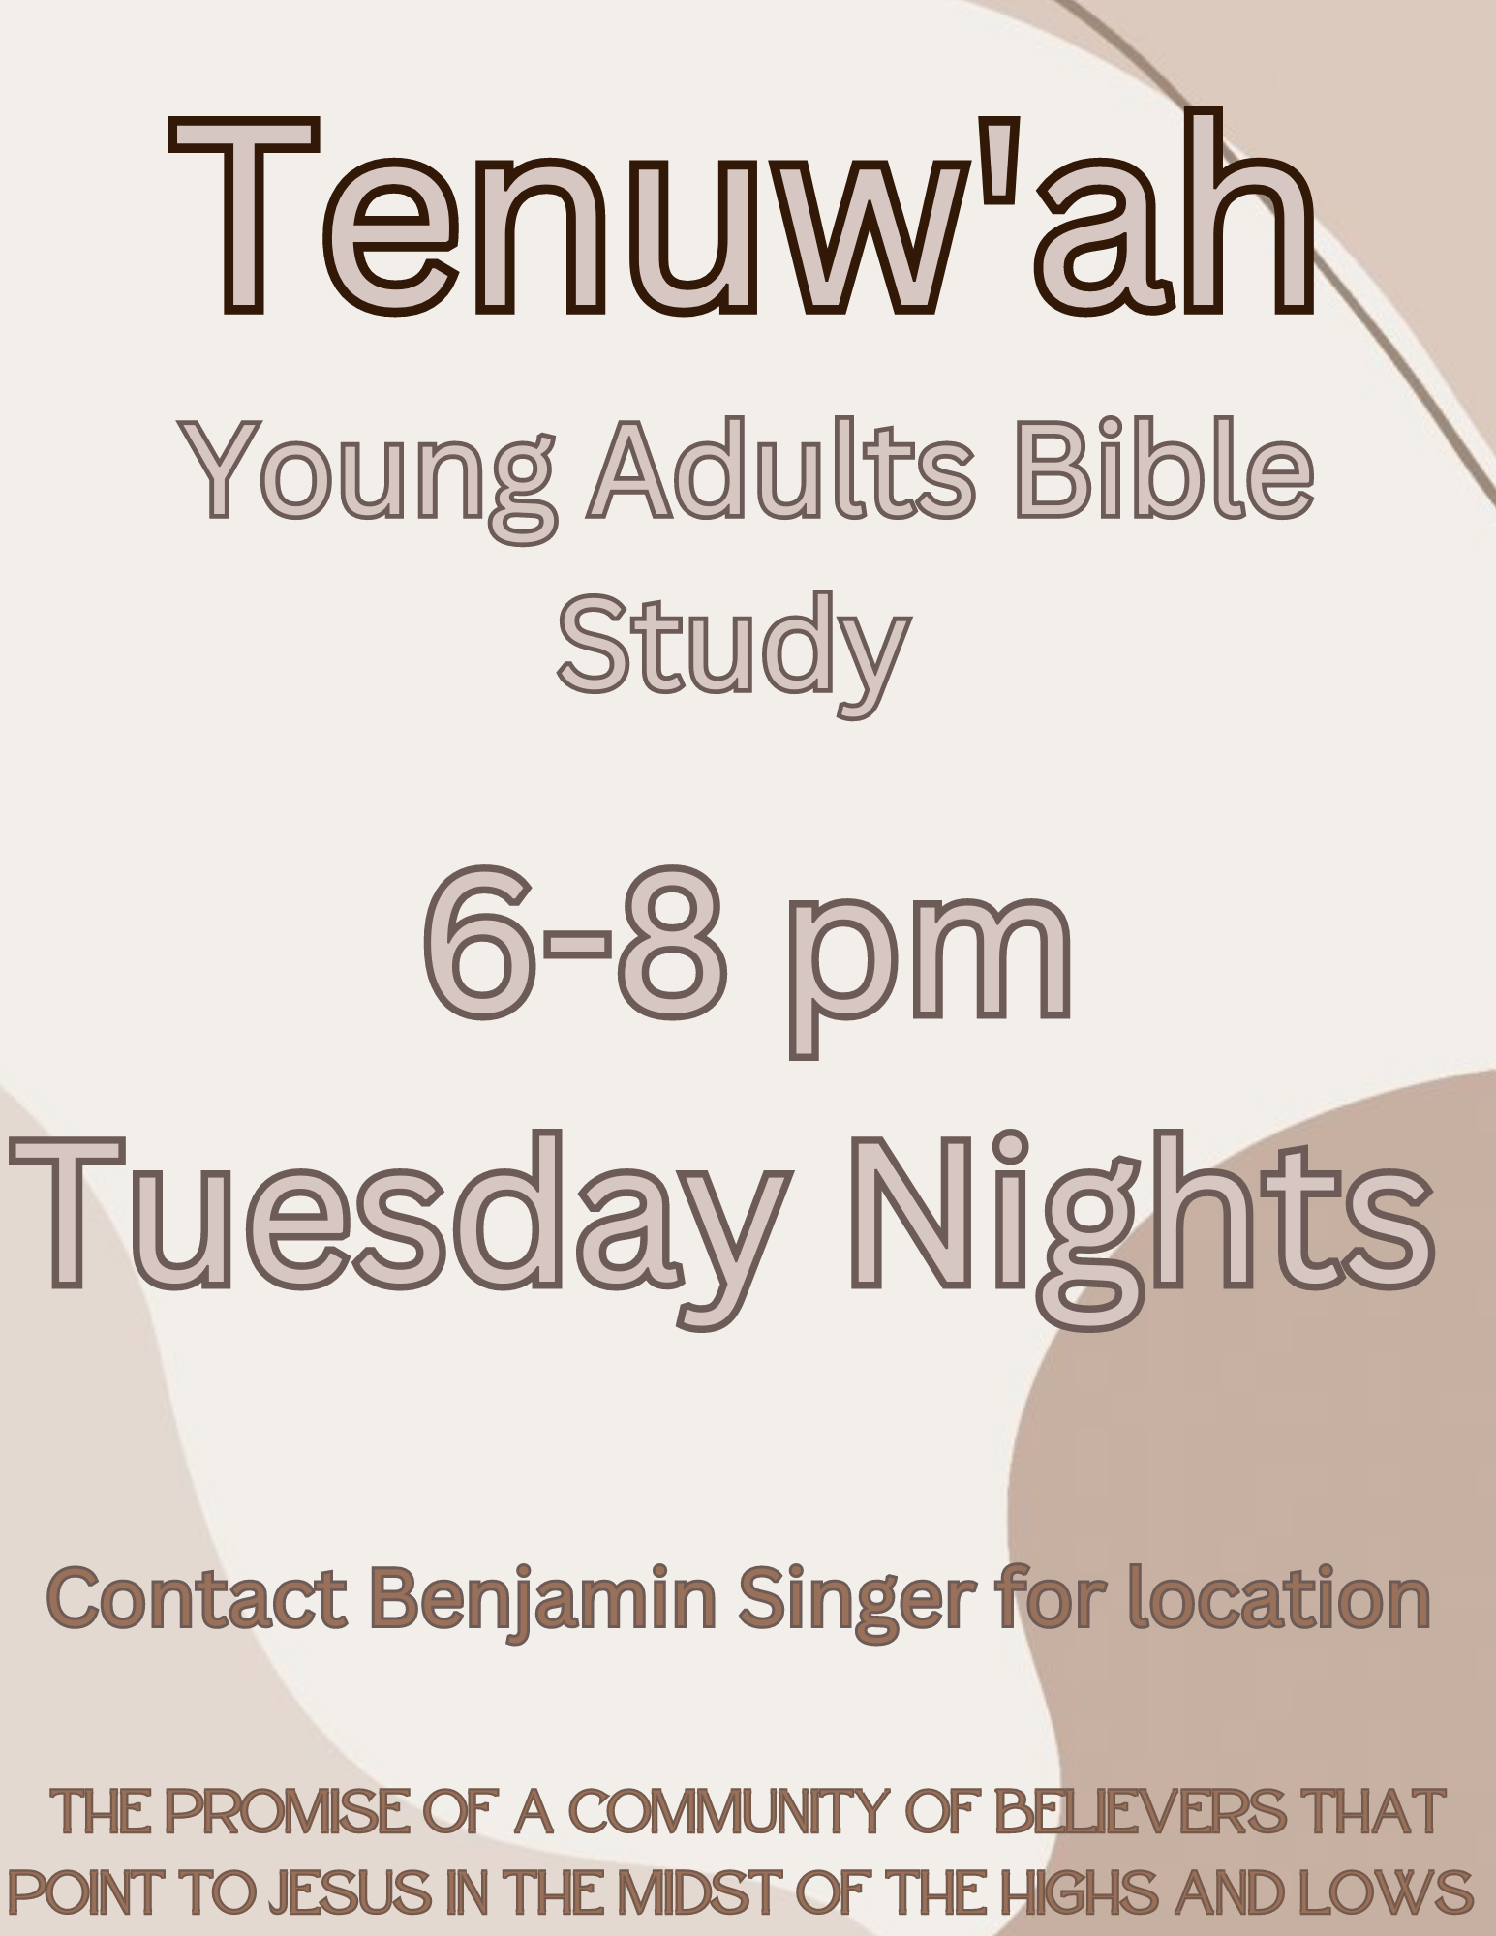 Tenuw'ah
Young Adults Bible
Study
6-8 pm
Tuesday Nights
Contact Benjamin Singer for location
THE PROMISE OF A COMMUNITY OF BELIEVERS THAT
POINT TO JESUS IN THE MIDST OF THE HIGHS AND LOWS